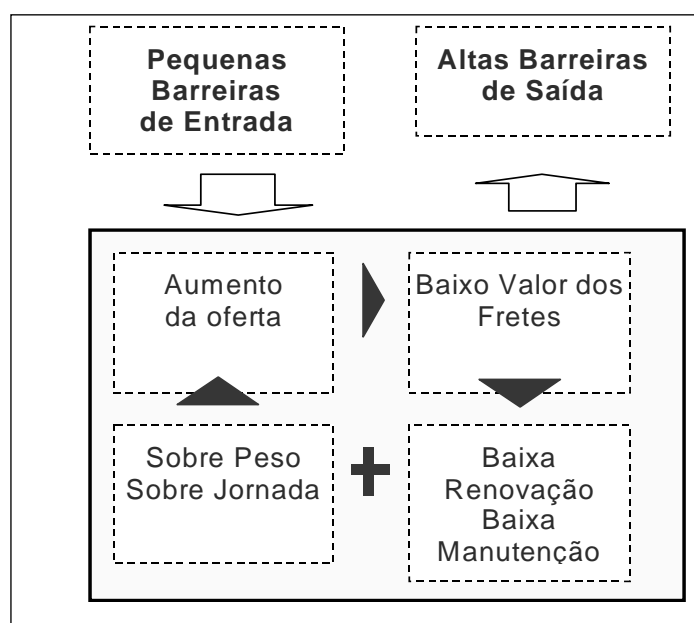 Pequenas
Barreiras
de Entrada
Altas Barreiras
de Saída
Aumento
da oferta
Baixo Valor dos
Fretes
Sobre Peso
Sobre Jornada
+
Baixa
Renovação
Baixa
Manutenção